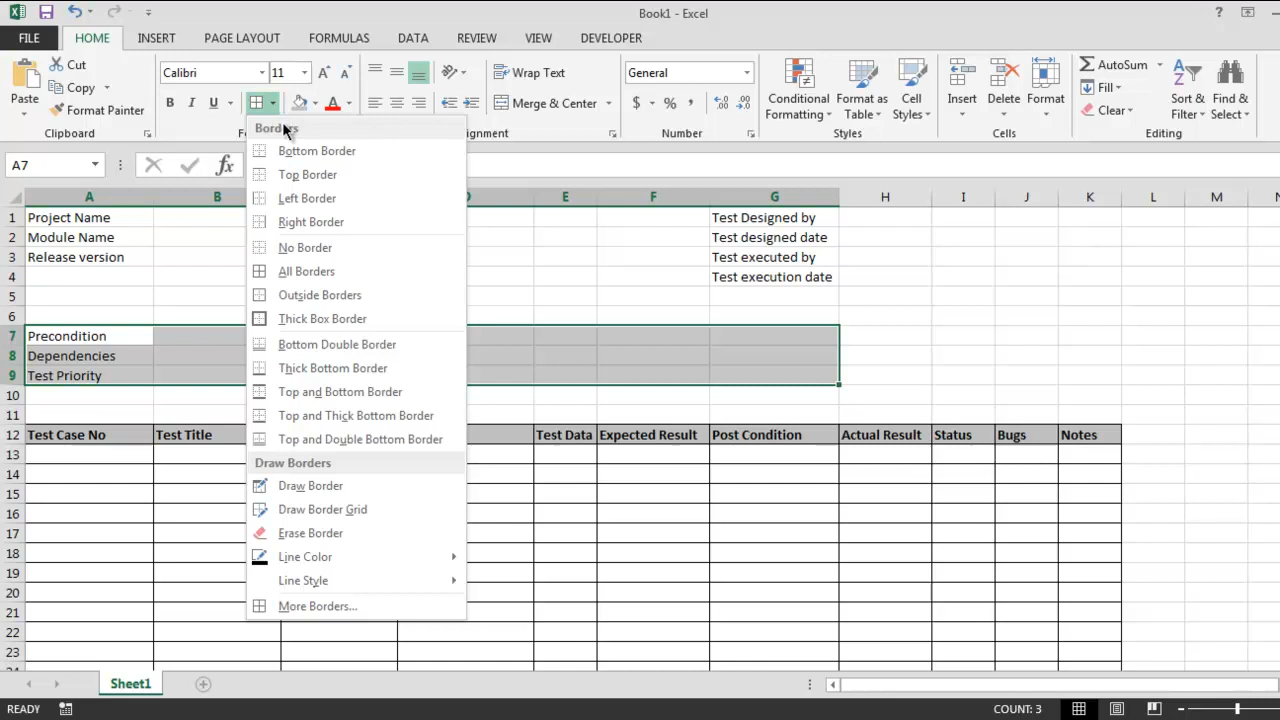 Book1 - Excel
FILE HOME INSERT PAGE LAYOUT FORMULAS DATA REVIEW VIEW DEVELOPER
Paste
Cut
Copy
Format Painter
Clipboard
Calibri 11
B I U
Wrap Text
Merge & Center
General
$ % ,
Number
Conditional Formatting
Format as Table
Cell Styles
Styles
Insert
Delete
Format
Cells
AutoSum
Fill
Clear
Sort & Filter
Find & Select
Editing
A7
fx
Borders
Bottom Border
Top Border
Left Border
Right Border
No Border
All Borders
Outside Borders
Thick Box Border
Bottom Double Border
Thick Bottom Border
Top and Bottom Border
Top and Thick Bottom Border
Top and Double Bottom Border
Draw Borders
Draw Border
Draw Border Grid
Erase Border
Line Color
Line Style
More Borders...
A B E F G H I J K L M N
1 Project Name Test Designed by
2 Module Name Test designed date
3 Release version Test executed by
4 Test execution date
5
6
7 Precondition
8 Dependencies
9 Test Priority
10
11
12 Test Case No Test Title Test Data Expected Result Post Condition Actual Result Status Bugs Notes
13
14
15
16
17
18
19
20
21
22
23
Sheet1
READY COUNT: 3